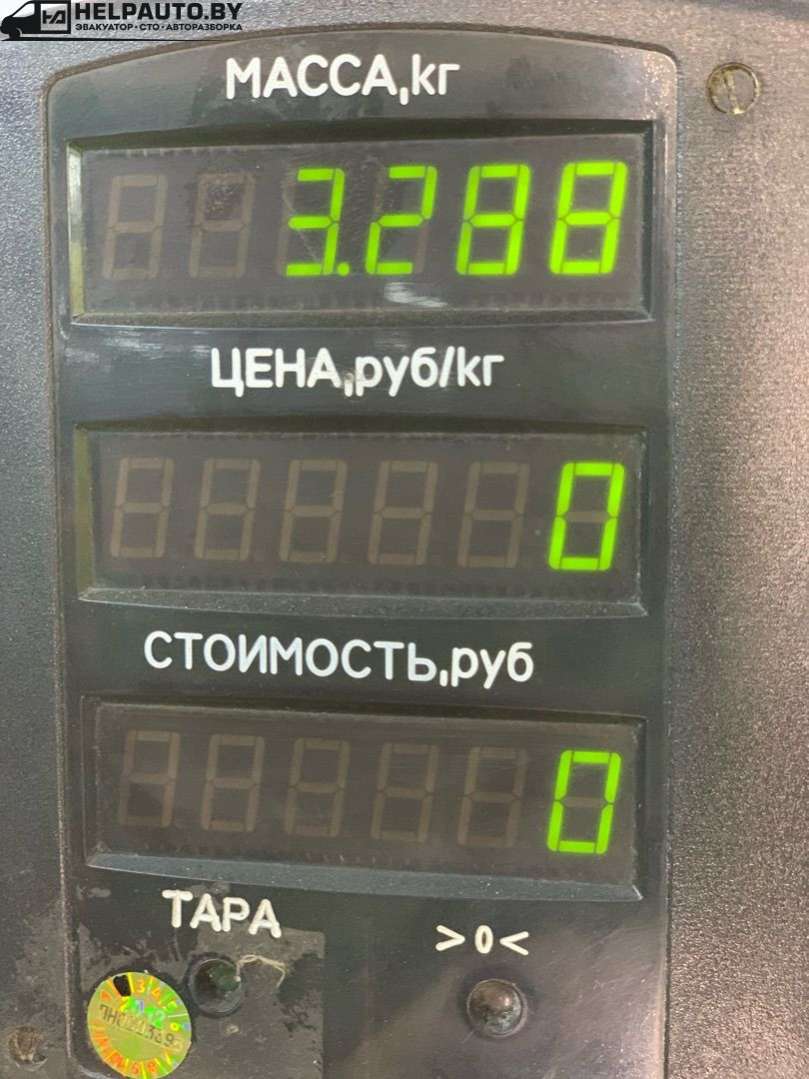 HELPAUTO.BY
ЭВАКУАТОР • СТО • АВТОРАЗБОРКА
МАССА,кг
3.288
ЦЕНА,руб/кг
0
СТОИМОСТЬ,руб
0
ТАРА
>0<